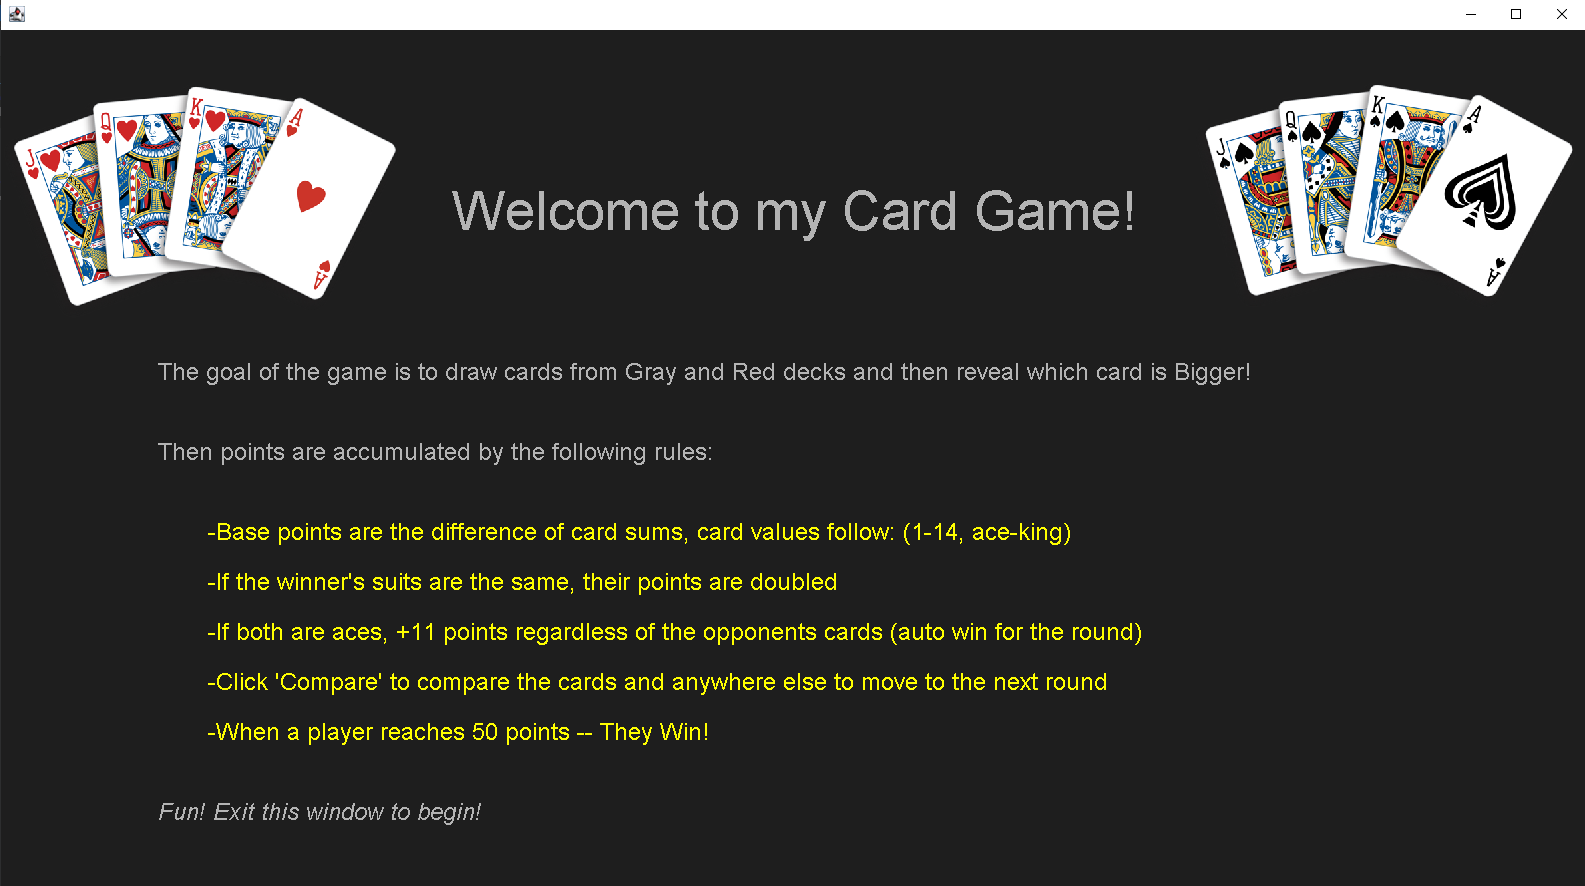 J Q K A A
J Q K A A
Welcome to my Card Game!
The goal of the game is to draw cards from Gray and Red decks and then reveal which card is Bigger!
Then points are accumulated by the following rules:
-Base points are the difference of card sums, card values follow: (1-14, ace-king)
-If the winner's suits are the same, their points are doubled
-If both are aces, +11 points regardless of the opponents cards (auto win for the round)
-Click 'Compare' to compare the cards and anywhere else to move to the next round
-When a player reaches 50 points -- They Win!
Fun! Exit this window to begin!